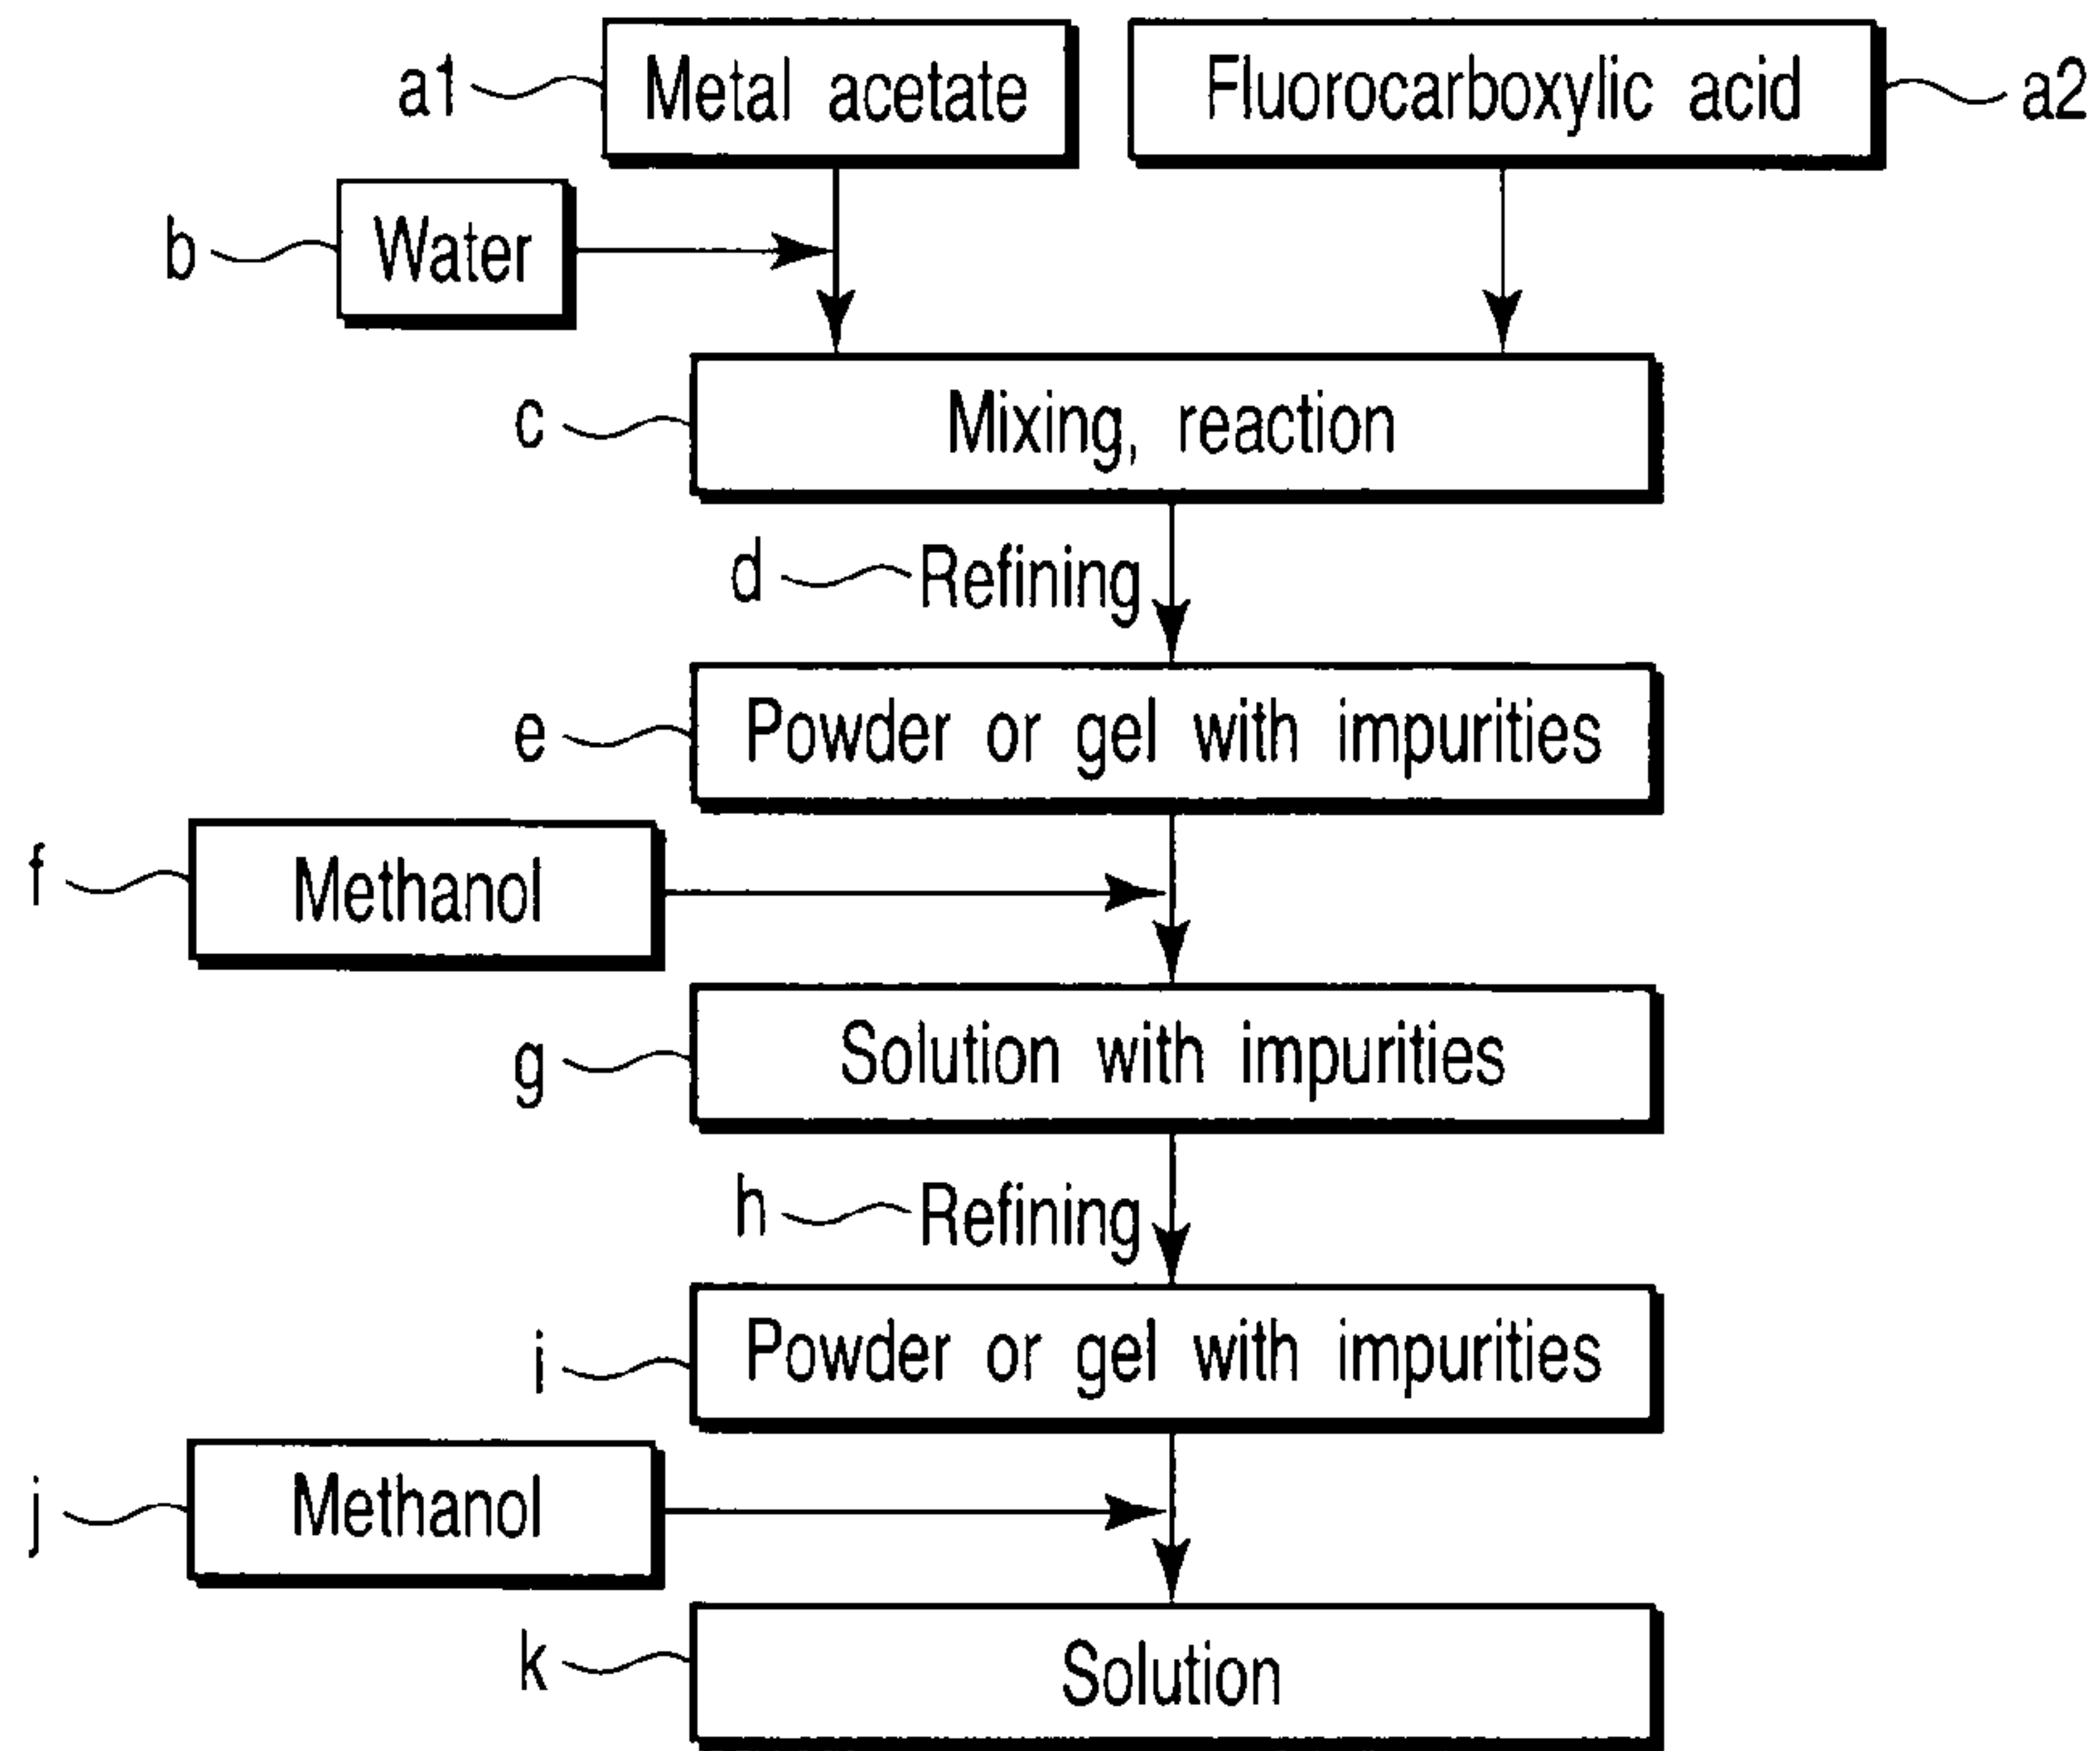 a1 Metal acetate Fluorocarboxylic acid a2
b Water
c Mixing, reaction
d Refining
e Powder or gel with impurities
f Methanol
g Solution with impurities
h Refining
i Powder or gel with impurities
j Methanol
k Solution